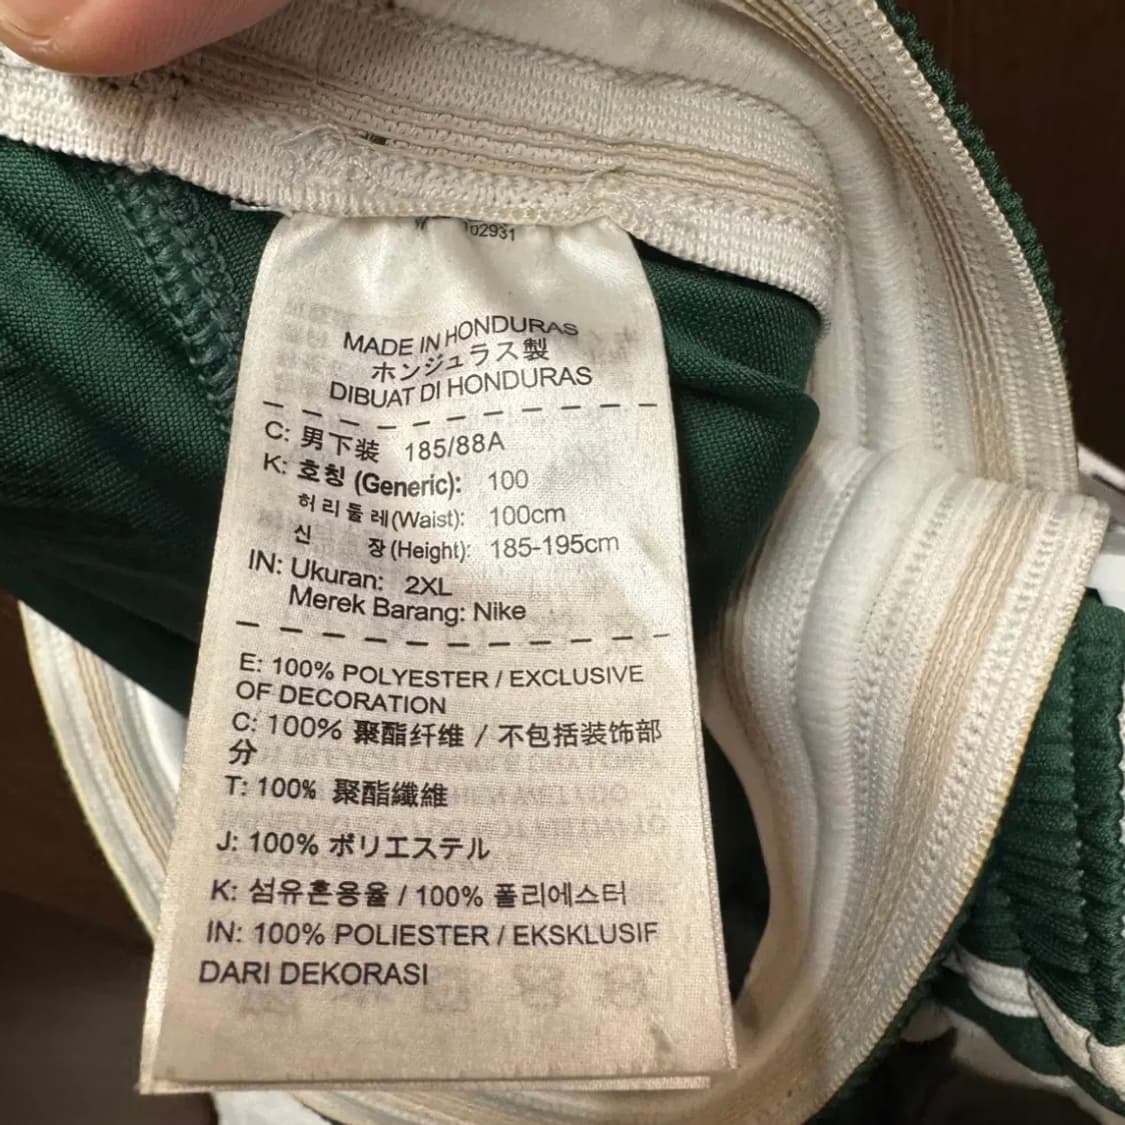 102931
MADE IN HONDURAS
ホンジュラス製
DIBUAT DI HONDURAS
C: 男下装 185/88A
K: 호칭 (Generic): 100
허리둘레(Waist): 100cm
신 장(Height): 185-195cm
IN: Ukuran: 2XL
Merek Barang: Nike
E: 100% POLYESTER / EXCLUSIVE
OF DECORATION
C: 100% 聚酯纤维 / 不包括装饰部
分
T: 100% 聚酯纖維
J: 100% ポリエステル
K: 섬유혼용율 / 100% 폴리에스터
IN: 100% POLIESTER / EKSKLUSIF
DARI DEKORASI